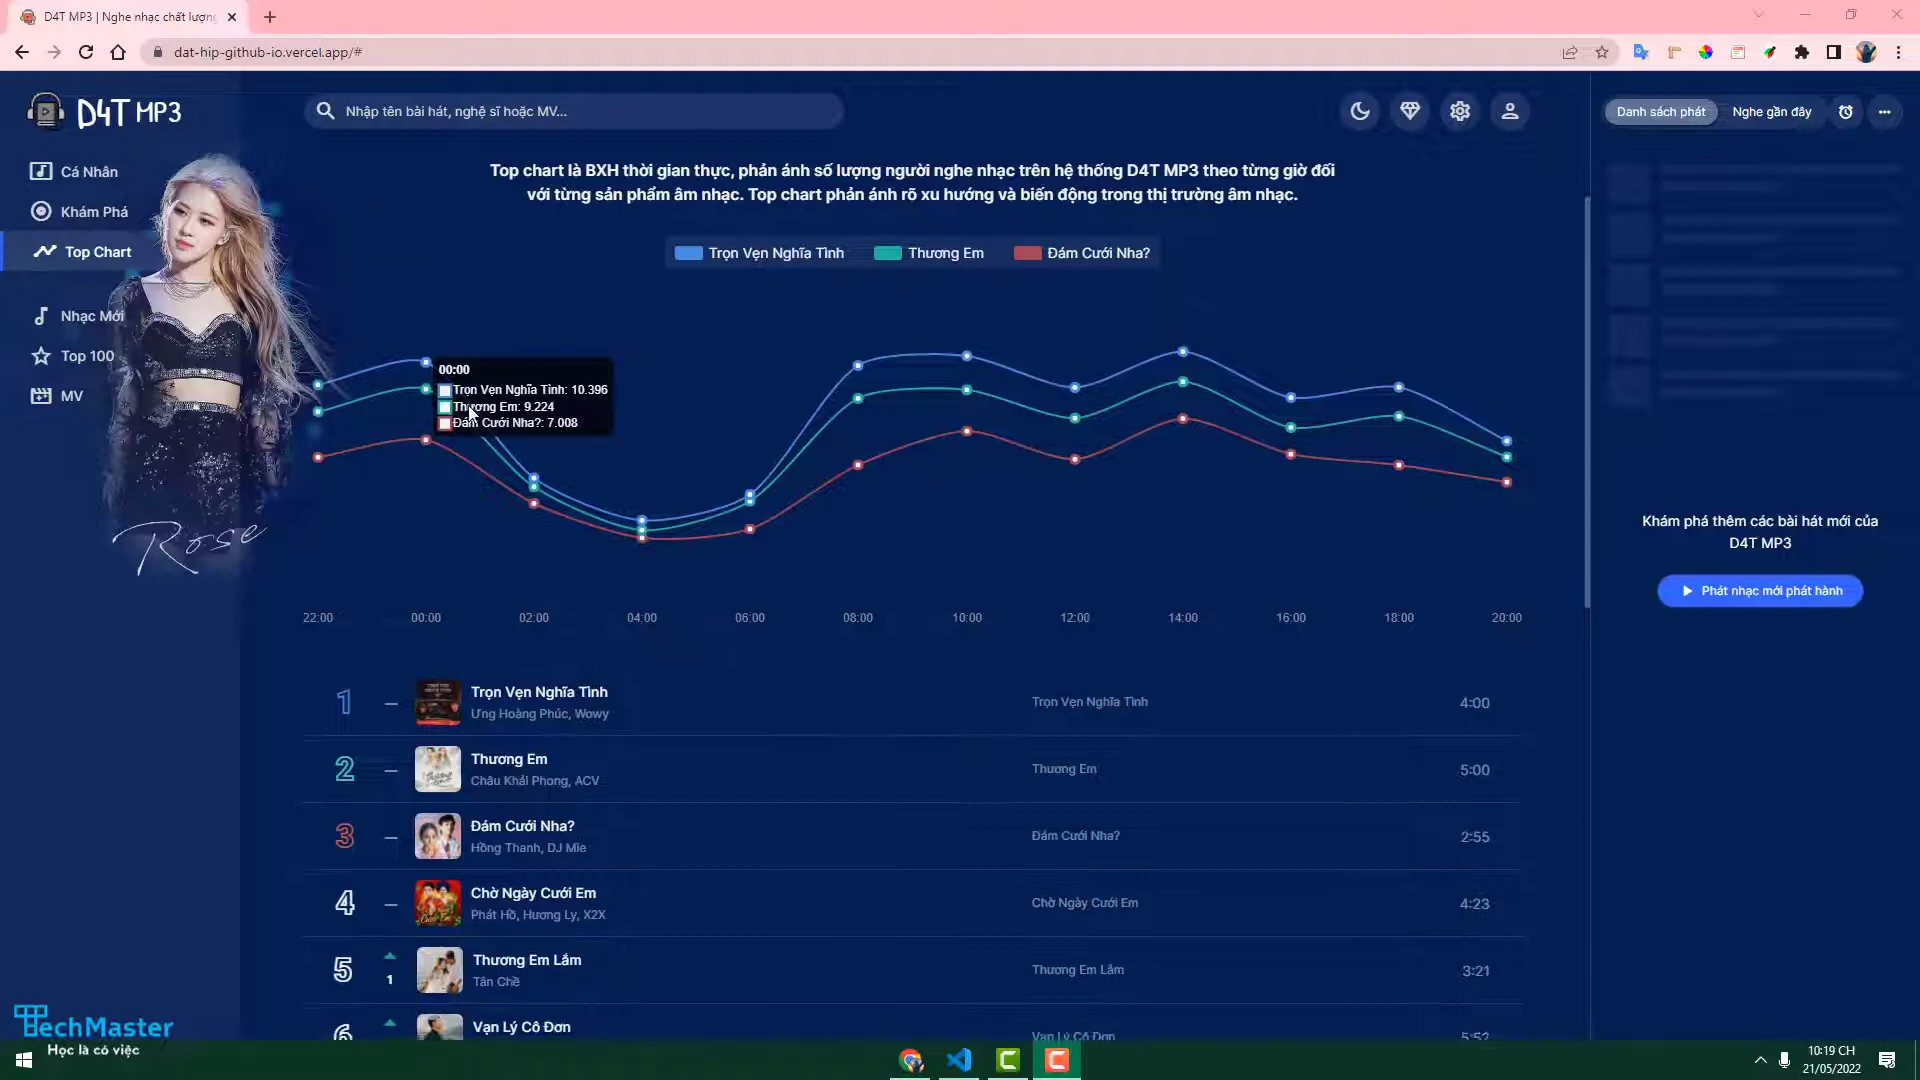 D4T MP3 | Nghe nhạc chất lượng
dat-hip-github-io.vercel.app/#
D4T MP3
Nhập tên bài hát, nghệ sĩ hoặc MV...
Danh sách phát
Nghe gần đây
Cá Nhân
Khám Phá
Top Chart
Nhạc Mới
Top 100
MV
Rose
Top chart là BXH thời gian thực, phản ánh số lượng người nghe nhạc trên hệ thống D4T MP3 theo từng giờ đối
với từng sản phẩm âm nhạc. Top chart phản ánh rõ xu hướng và biến động trong thị trường âm nhạc.
Trọn Vẹn Nghĩa Tình Thương Em Đám Cưới Nha?
00:00
Trọn Vẹn Nghĩa Tình: 10.396
Thương Em: 9.224
Đám Cưới Nha?: 7.008
22:00 00:00 02:00 04:00 06:00 08:00 10:00 12:00 14:00 16:00 18:00 20:00
Khám phá thêm các bài hát mới của
D4T MP3
Phát nhạc mới phát hành
1 Trọn Vẹn Nghĩa Tình
Ưng Hoàng Phúc, Wowy
Trọn Vẹn Nghĩa Tình
4:00
2 Thương Em
Châu Khải Phong, ACV
Thương Em
5:00
3 Đám Cưới Nha?
Hồng Thanh, DJ Mie
Đám Cưới Nha?
2:55
4 Chờ Ngày Cưới Em
Phát Hồ, Hương Ly, X2X
Chờ Ngày Cưới Em
4:23
5 1 Thương Em Lắm
Tân Chề
Thương Em Lắm
3:21
6 Vạn Lý Cô Đơn
Vạn Lý Cô Đơn
5:52
TechMaster
Học là có việc
10:19 CH
21/05/2022